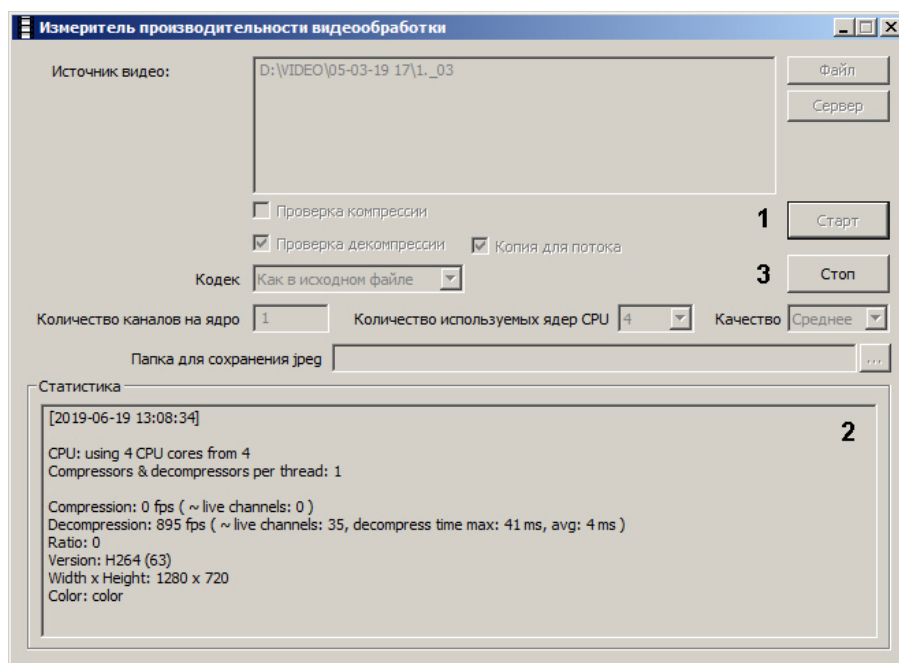 Измеритель производительности видеообработки
Источник видео:
D:\VIDEO\05-03-19 17\1._03
Файл
Сервер
Проверка компрессии
1
Старт
Проверка декомпрессии
Копия для потока
Кодек
Как в исходном файле
3
Стоп
Количество каналов на ядро
1
Количество используемых ядер CPU
4
Качество
Среднее
Папка для сохранения jpeg
...
Статистика
[2019-06-19 13:08:34]
2
CPU: using 4 CPU cores from 4
Compressors & decompressors per thread: 1
Compression: 0 fps ( ~ live channels: 0 )
Decompression: 895 fps ( ~ live channels: 35, decompress time max: 41 ms, avg: 4 ms )
Ratio: 0
Version: H264 (63)
Width x Height: 1280 x 720
Color: color